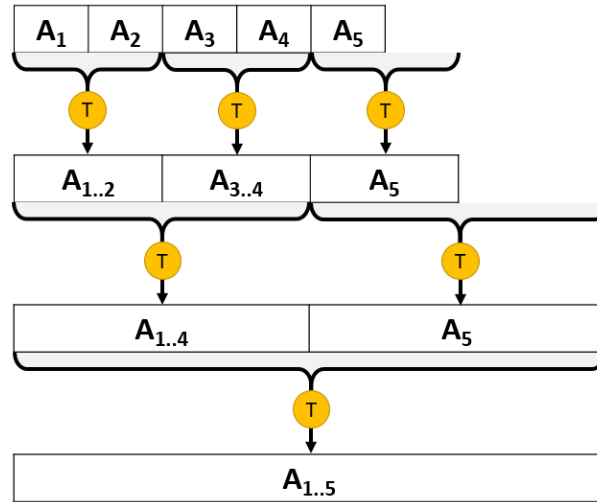 A₁ A₂ A₃ A₄ A₅
T T T
A₁..₂ A₃..₄ A₅
T T
A₁..₄ A₅
T
A₁..₅